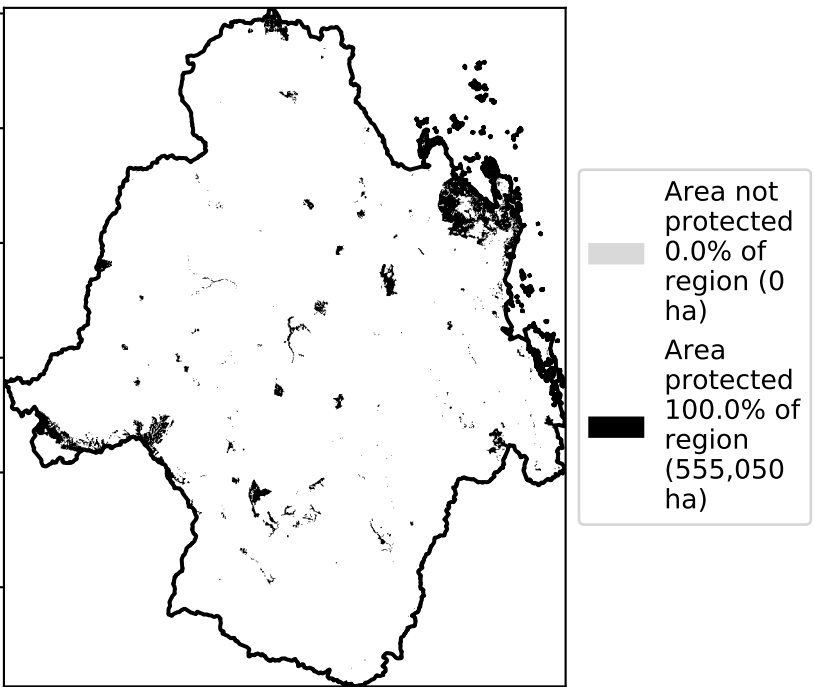 Area not
protected
0.0% of
region (0
ha)
Area
protected
100.0% of
region
(555,050
ha)